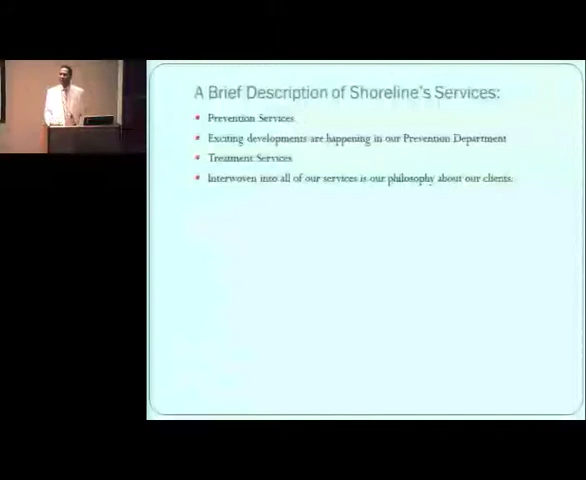 A Brief Description of Shoreline's Services:
Prevention Services
Exciting developments are happening in our Prevention Department
Treatment Services
Interwoven into all of our services is our philosophy about our clients.